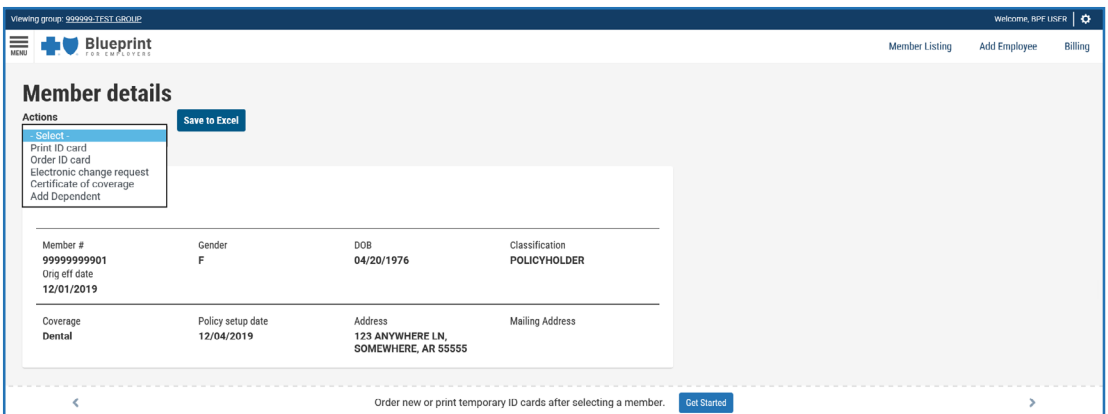 Viewing group: 999999-TEST GROUP
Welcome, BPE USER
MENU
Blueprint
FOR EMPLOYERS
Member Listing
Add Employee
Billing
Member details
Actions
Save to Excel
- Select -
Print ID card
Order ID card
Electronic change request
Certificate of coverage
Add Dependent
Member # Gender DOB Classification
99999999901 F 04/20/1976 POLICYHOLDER
Orig eff date
12/01/2019
Coverage Policy setup date Address Mailing Address
Dental 12/04/2019 123 ANYWHERE LN,
SOMEWHERE, AR 55555
Order new or print temporary ID cards after selecting a member. Get Started